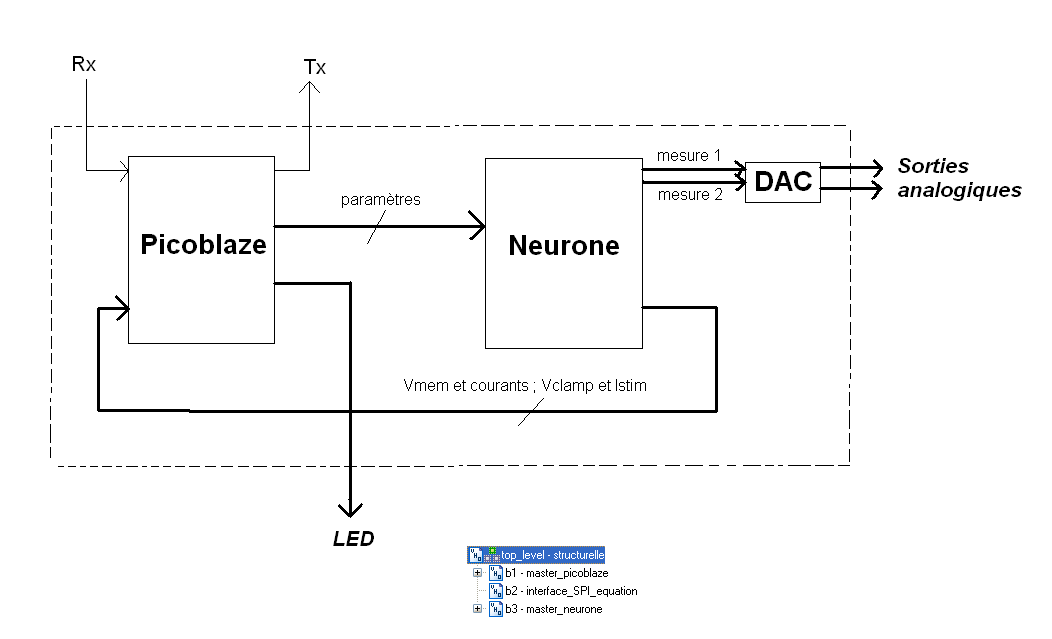 Rx
Tx
mesure 1
mesure 2
DAC
Sorties
analogiques
paramètres
Picoblaze
Neurone
Vmem et courants ; Vclamp et Istim
LED
top_level - structurelle
b1 - master_picoblaze
b2 - interface_SPI_equation
b3 - master_neurone